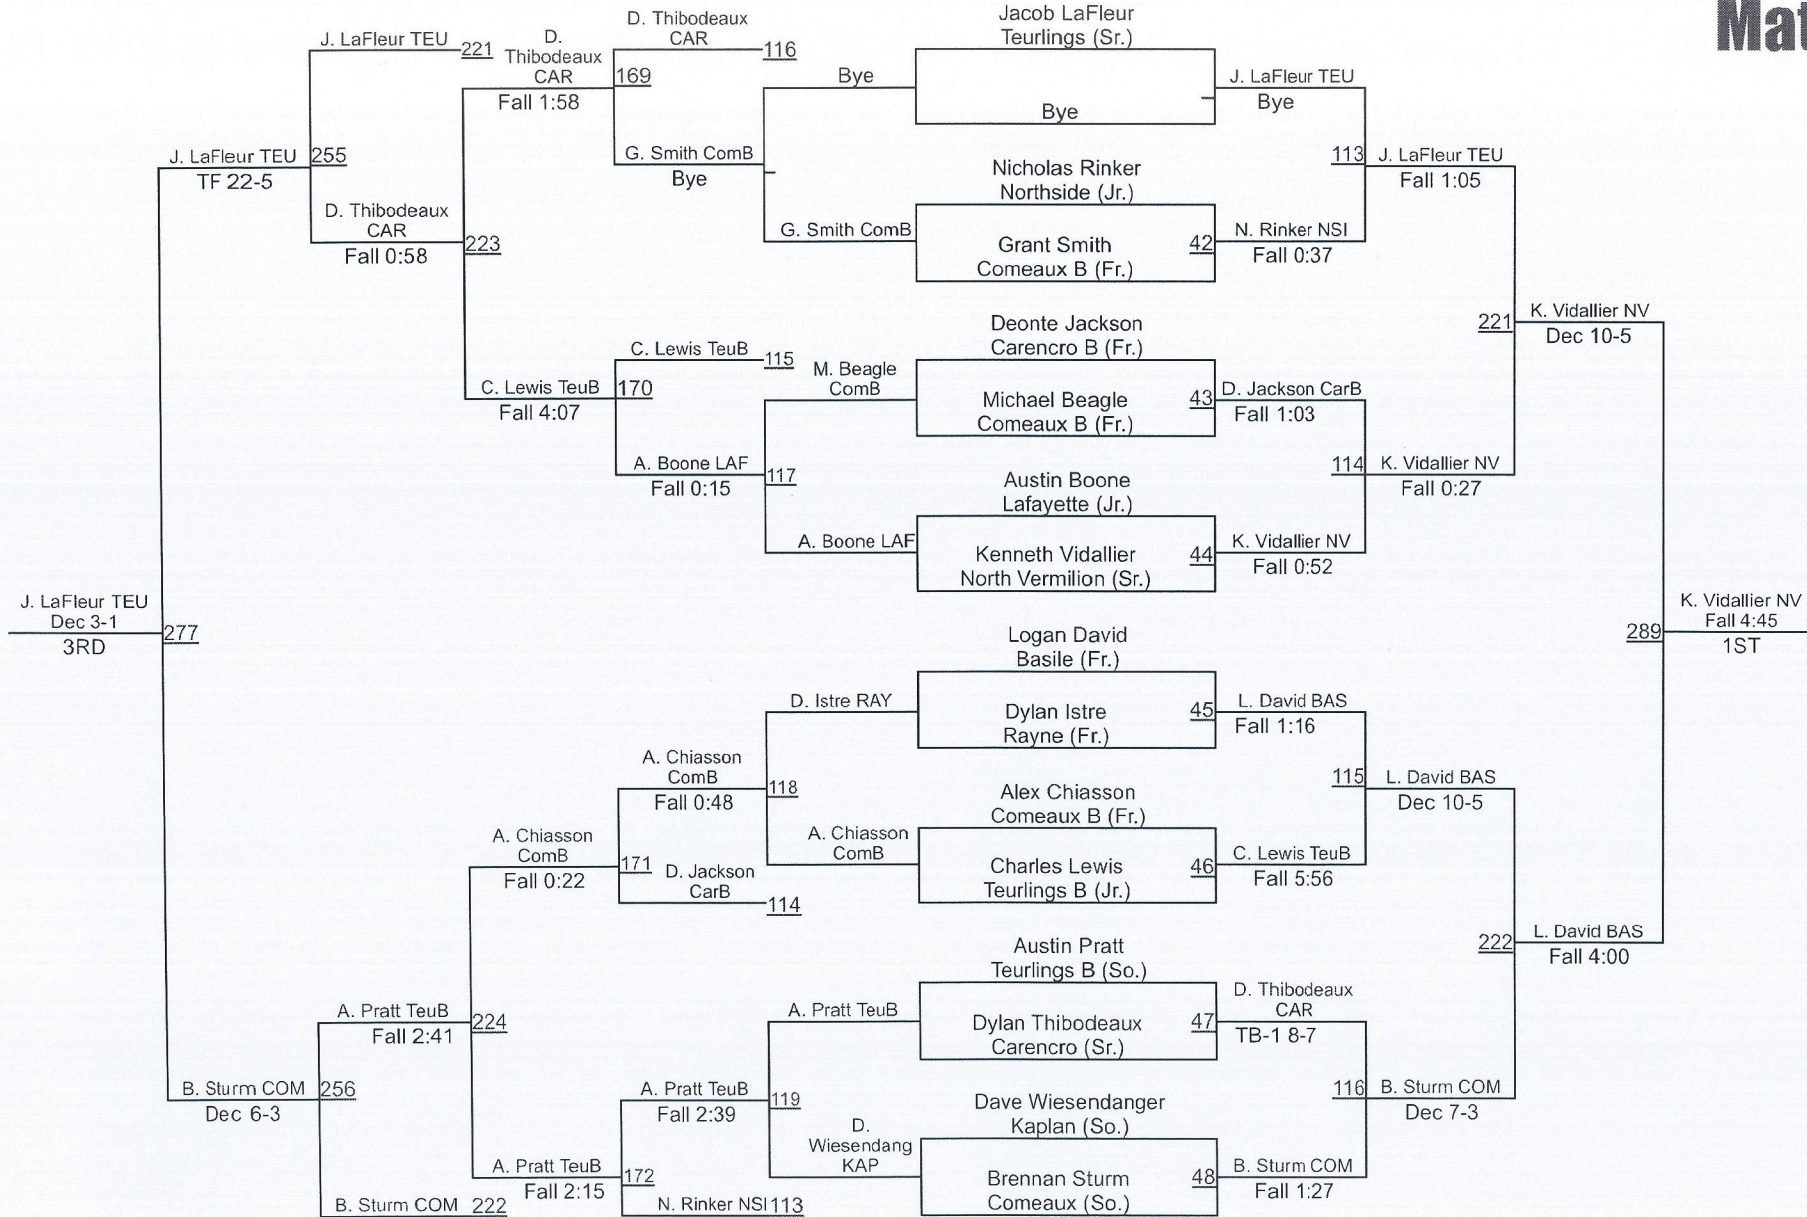 Mat
Jacob LaFleur
Teurlings (Sr.)
Bye
Nicholas Rinker
Northside (Jr.)
Grant Smith
Comeaux B (Fr.)
42
Deonte Jackson
Carencro B (Fr.)
Michael Beagle
Comeaux B (Fr.)
43
Austin Boone
Lafayette (Jr.)
Kenneth Vidallier
North Vermilion (Sr.)
44
Logan David
Basile (Fr.)
Dylan Istre
Rayne (Fr.)
45
Alex Chiasson
Comeaux B (Fr.)
Charles Lewis
Teurlings B (Jr.)
46
Austin Pratt
Teurlings B (So.)
Dylan Thibodeaux
Carencro (Sr.)
47
Dave Wiesendanger
Kaplan (So.)
Brennan Sturm
Comeaux (So.)
48
J. LaFleur TEU
Bye
N. Rinker NSI
Fall 0:37
D. Jackson CarB
Fall 1:03
K. Vidallier NV
Fall 0:52
L. David BAS
Fall 1:16
C. Lewis TeuB
Fall 5:56
D. Thibodeaux
CAR
TB-1 8-7
B. Sturm COM
Fall 1:27
113
J. LaFleur TEU
Fall 1:05
114
K. Vidallier NV
Fall 0:27
115
L. David BAS
Dec 10-5
116
B. Sturm COM
Dec 7-3
221
K. Vidallier NV
Dec 10-5
222
L. David BAS
Fall 4:00
289
K. Vidallier NV
Fall 4:45
1ST
Bye
G. Smith ComB
M. Beagle
ComB
A. Boone LAF
D. Istre RAY
A. Chiasson
ComB
A. Pratt TeuB
D.
Wiesendang
KAP
D. Thibodeaux
CAR
116
G. Smith ComB
Bye
C. Lewis TeuB
115
A. Boone LAF
Fall 0:15
117
A. Chiasson
ComB
Fall 0:48
118
D. Jackson
CarB
114
A. Pratt TeuB
Fall 2:39
119
N. Rinker NSI
113
D.
Thibodeaux
CAR
Fall 1:58
169
C. Lewis TeuB
Fall 4:07
170
A. Chiasson
ComB
Fall 0:22
171
A. Pratt TeuB
Fall 2:15
172
J. LaFleur TEU
221
D. Thibodeaux
CAR
Fall 0:58
223
A. Pratt TeuB
Fall 2:41
224
B. Sturm COM
222
J. LaFleur TEU
TF 22-5
255
B. Sturm COM
Dec 6-3
256
J. LaFleur TEU
Dec 3-1
3RD
277